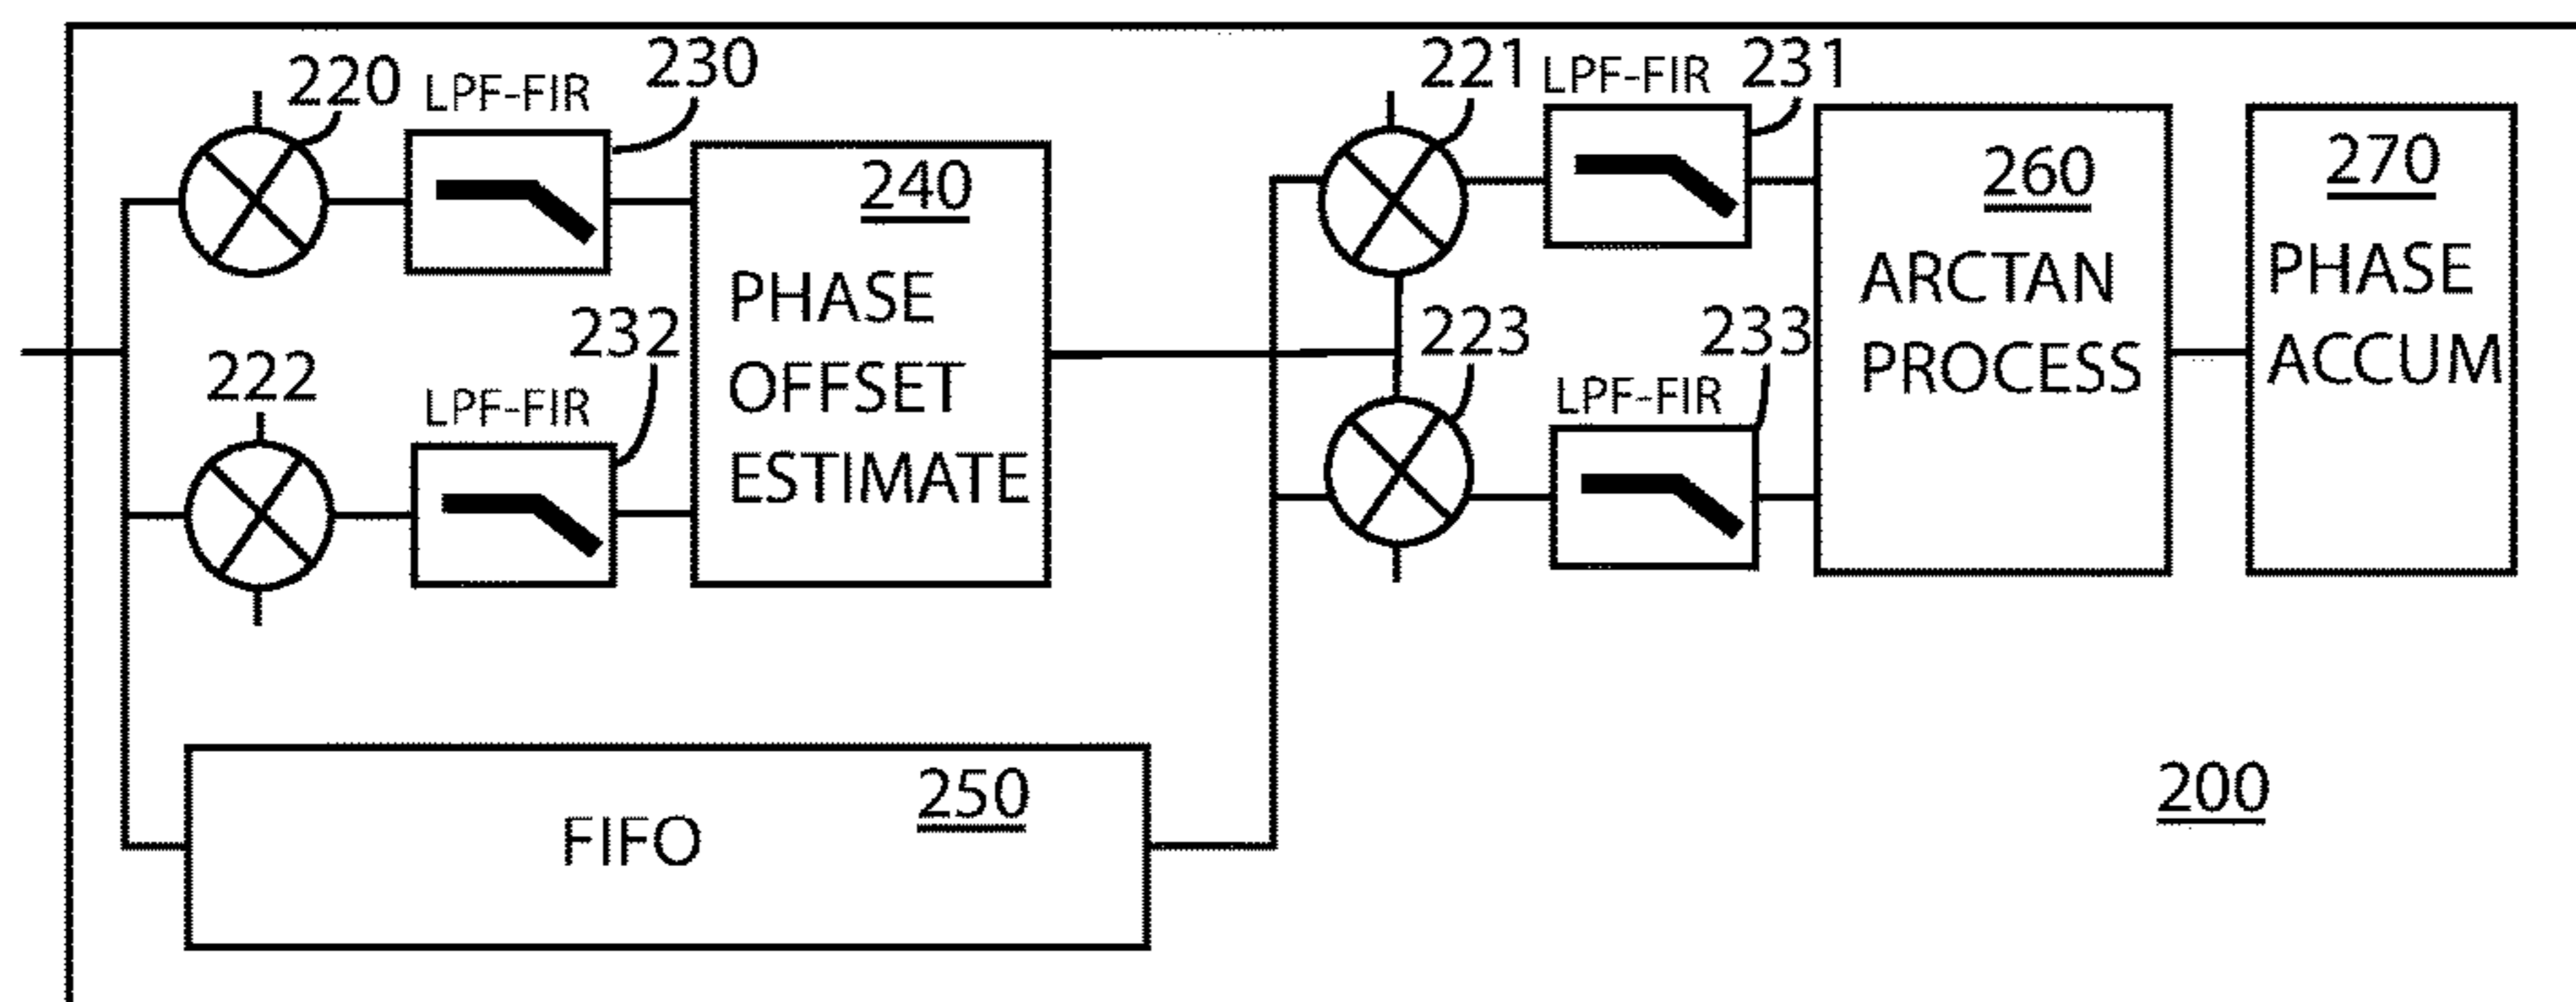 220
LPF-FIR
230
222
LPF-FIR
232
240
PHASE
OFFSET
ESTIMATE
FIFO
250
221
LPF-FIR
231
223
LPF-FIR
233
260
ARCTAN
PROCESS
270
PHASE
ACCUM
200